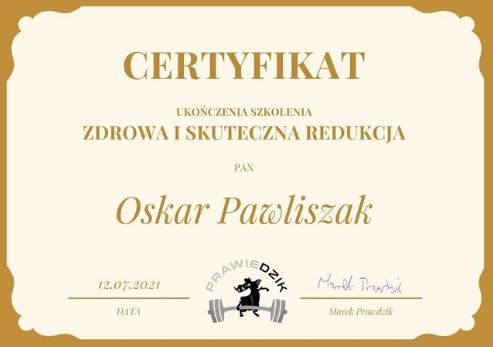 CERTYFIKAT
UKOŃCZENIA SZKOLENIA
ZDROWA I SKUTECZNA REDUKCJA
PAN
Oskar Pawliszak
PRAWIEDZIK
12.07.2021
Marek Prawdzik
DATA
Marek Prawdzik